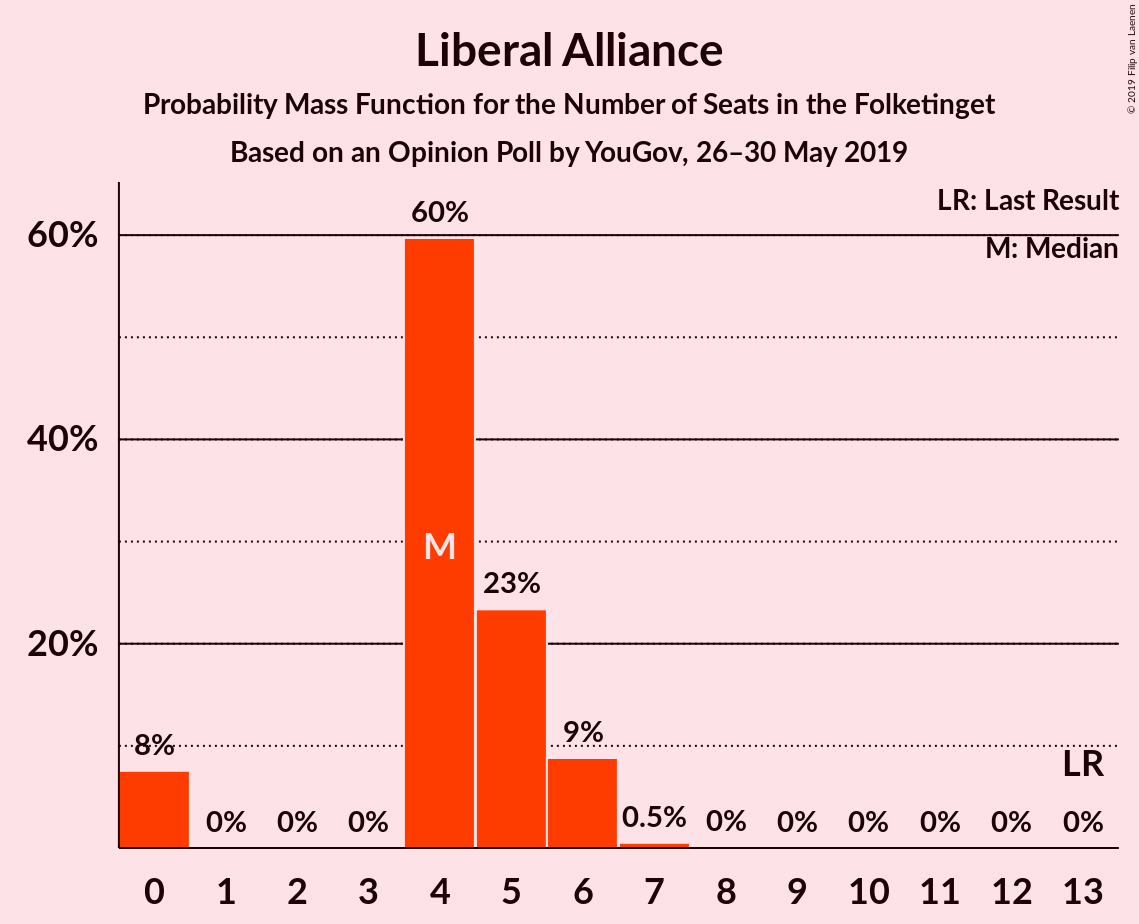 Liberal Alliance
Probability Mass Function for the Number of Seats in the Folketinget
Based on an Opinion Poll by YouGov, 26–30 May 2019
© 2019 Filip van Laenen
LR: Last Result
M: Median
60%
40%
20%
8%
0%
0%
0%
60%
M
23%
9%
0.5%
0%
0%
0%
0%
0%
0%
LR
0 1 2 3 4 5 6 7 8 9 10 11 12 13